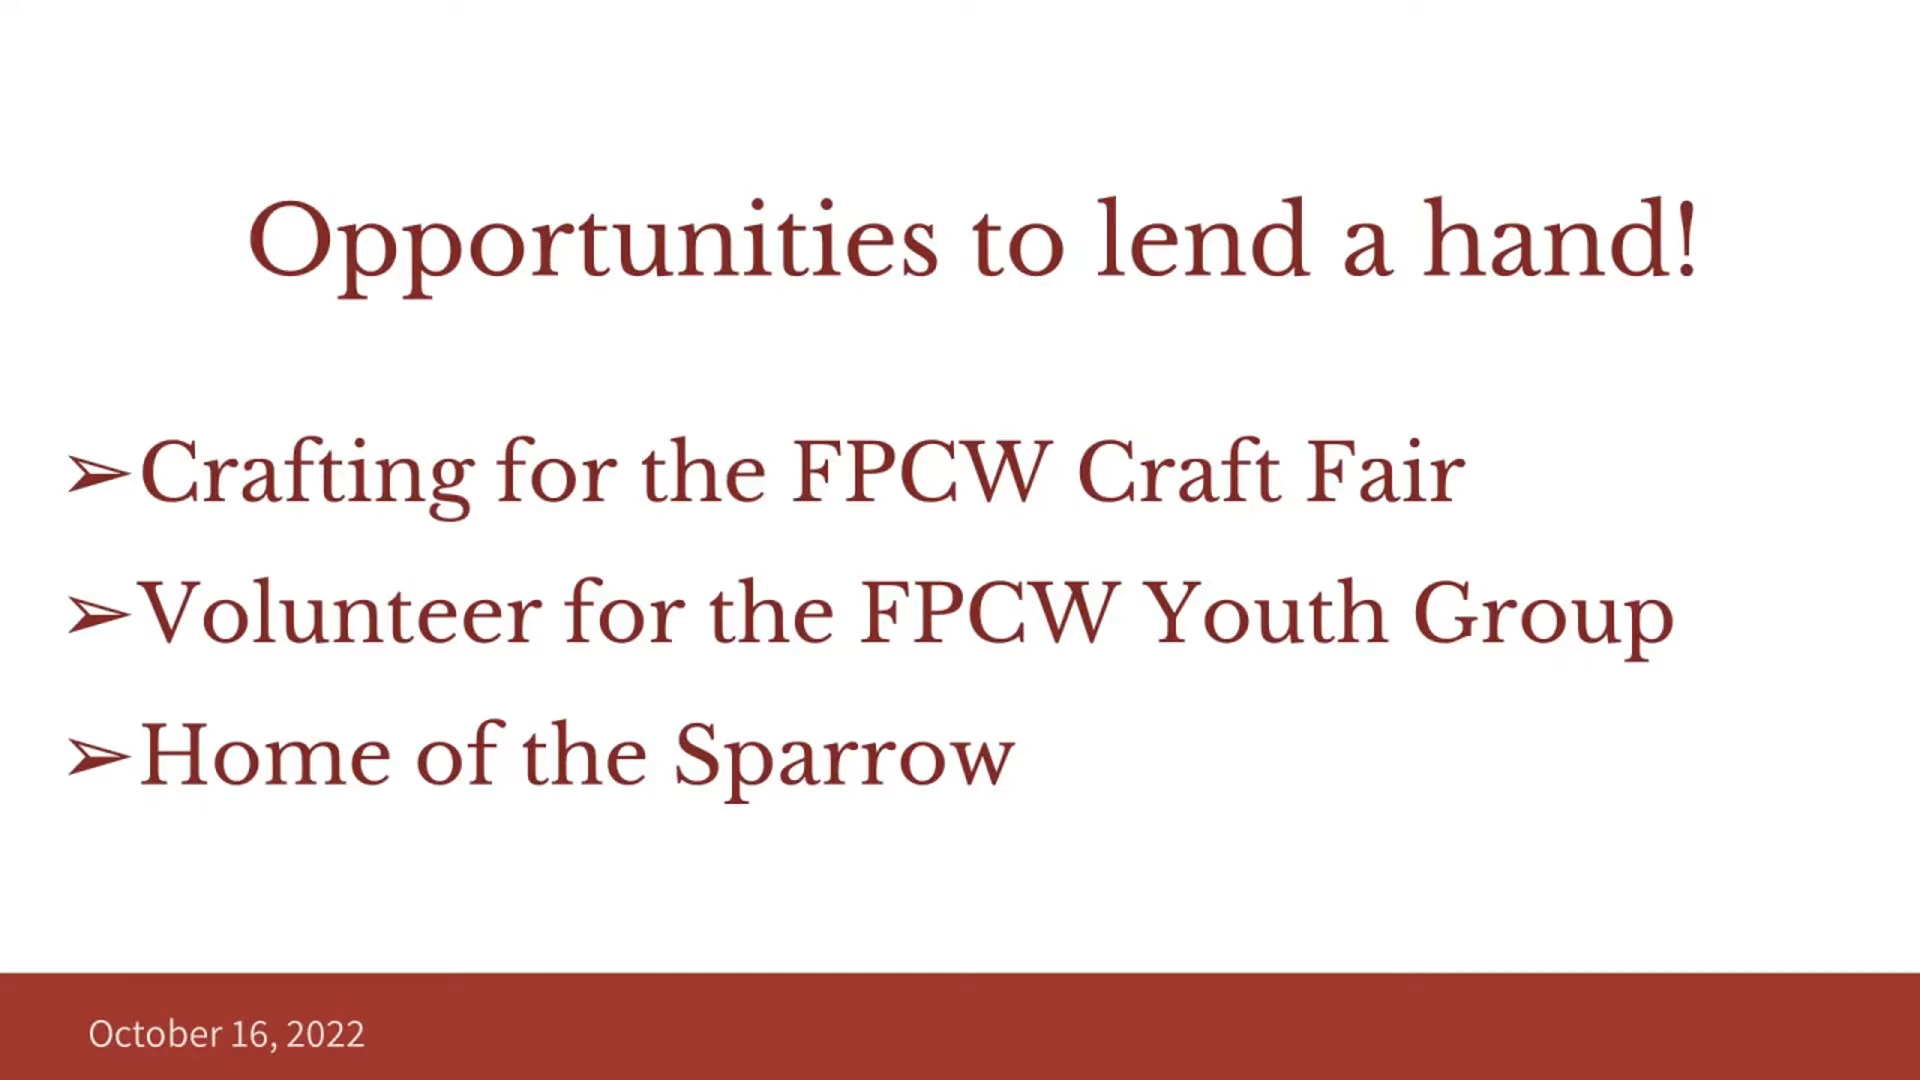 Opportunities to lend a hand!
➢Crafting for the FPCW Craft Fair
➢Volunteer for the FPCW Youth Group
➢Home of the Sparrow
October 16, 2022